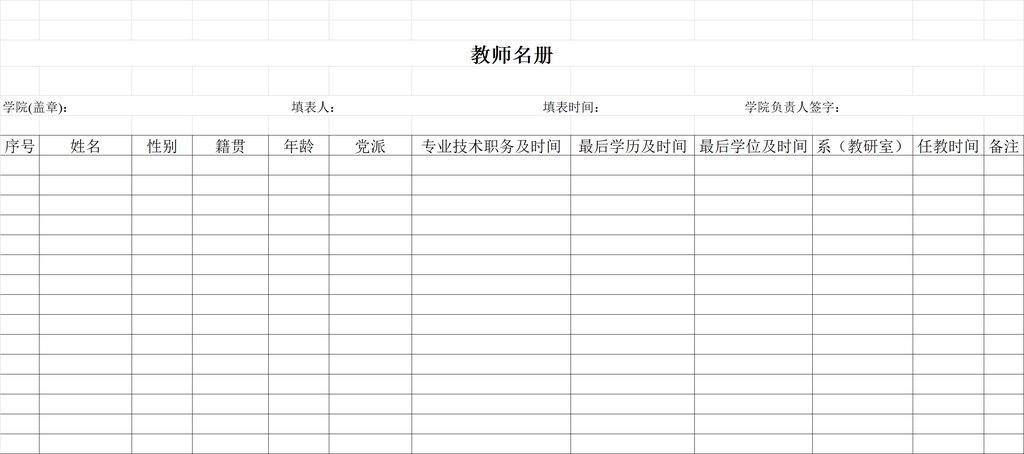 教师名册
学院(盖章)： 填表人： 填表时间： 学院负责人签字：
序号 姓名 性别 籍贯 年龄 党派 专业技术职务及时间 最后学历及时间 最后学位及时间 系（教研室） 任教时间 备注